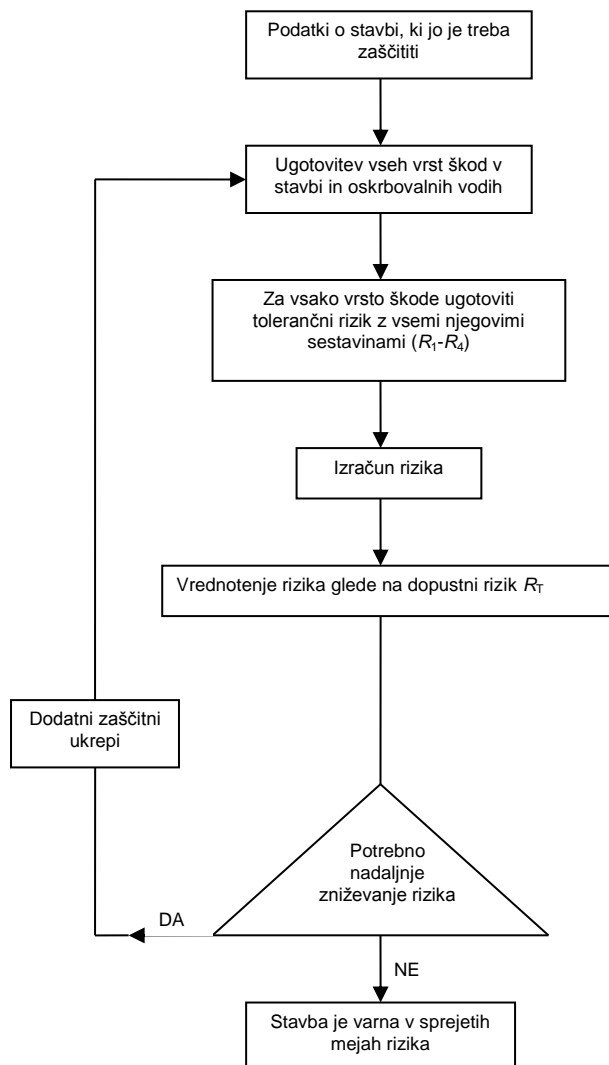 Podatki o stavbi, ki jo je treba
zaščititi
Ugotovitev vseh vrst škod v
stavbi in oskrbovalnih vodih
Za vsako vrsto škode ugotoviti
tolerančni rizik z vsemi njegovimi
sestavinami (R₁-R₄)
Izračun rizika
Vrednotenje rizika glede na dopustni rizik R_T
Dodatni zaščitni
ukrepi
Potrebno
nadaljnje
zniževanje rizika
DA
NE
Stavba je varna v sprejetih
mejah rizika